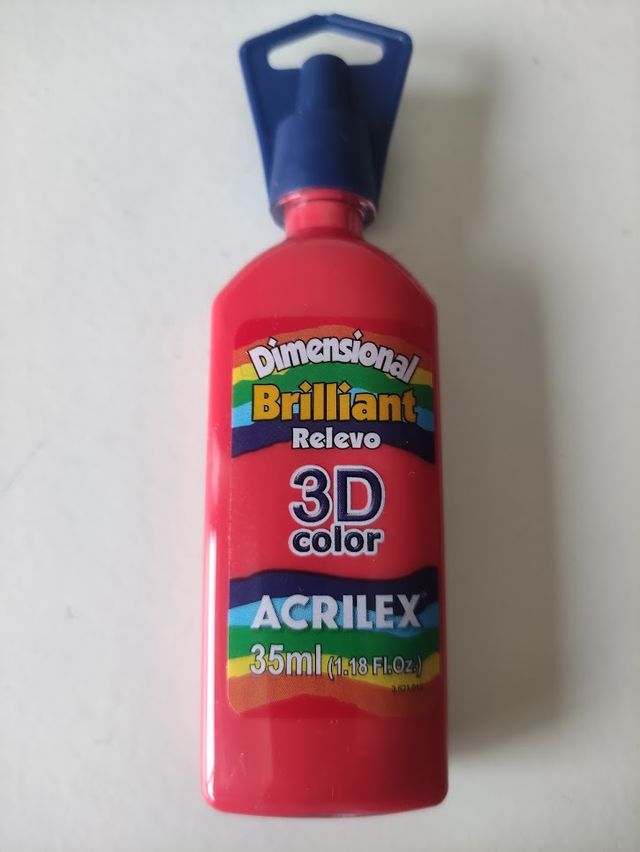 Dimensional
Brilliant
Relevo
3D
color
ACRILEX
35ml (1.18 Fl.Oz.)